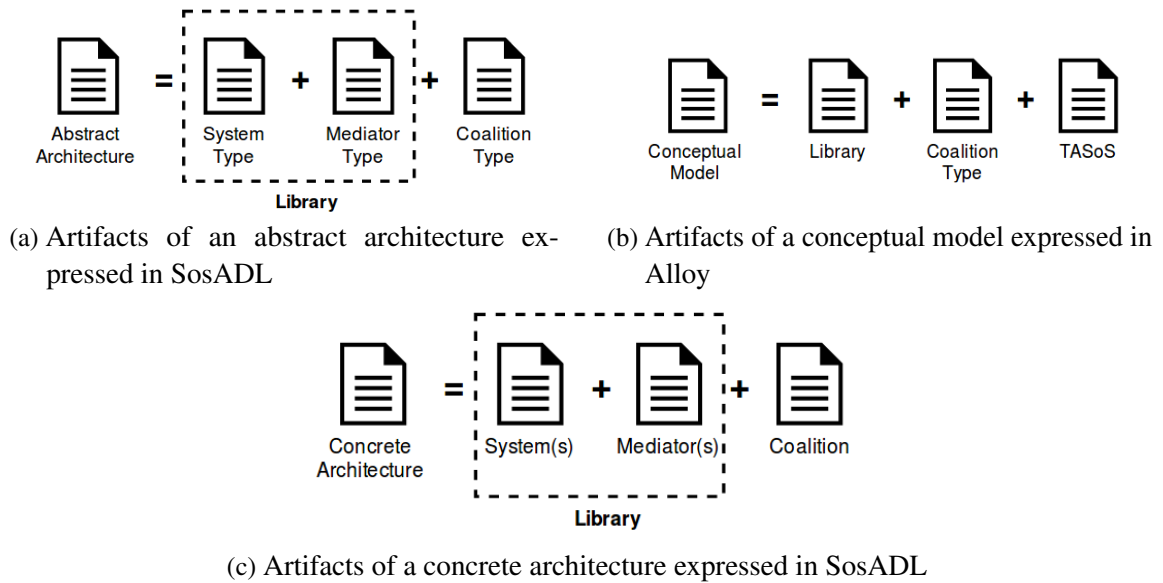 = + +
Abstract Architecture
System Type
Mediator Type
Coalition Type
Library
(a) Artifacts of an abstract architecture ex-
pressed in SosADL
= + +
Conceptual Model
Library
Coalition Type
TASoS
(b) Artifacts of a conceptual model expressed in
Alloy
= + +
Concrete Architecture
System(s)
Mediator(s)
Coalition
Library
(c) Artifacts of a concrete architecture expressed in SosADL